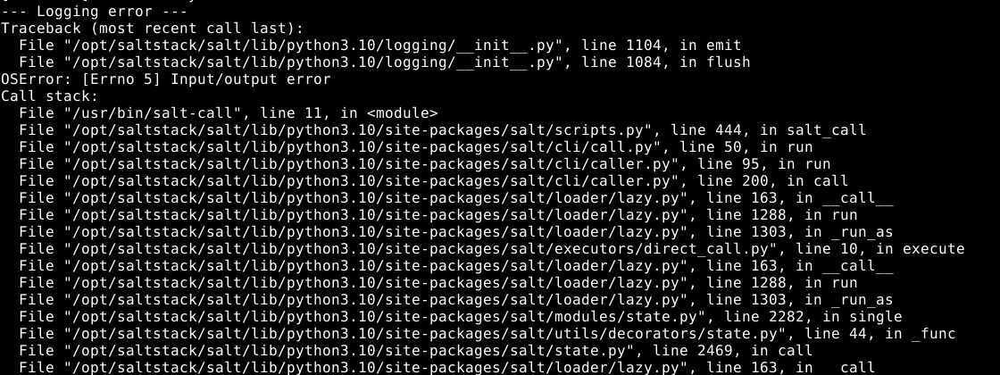 --- Logging error ---
Traceback (most recent call last):
  File "/opt/saltstack/salt/lib/python3.10/logging/__init__.py", line 1104, in emit
  File "/opt/saltstack/salt/lib/python3.10/logging/__init__.py", line 1084, in flush
OSError: [Errno 5] Input/output error
Call stack:
  File "/usr/bin/salt-call", line 11, in <module>
  File "/opt/saltstack/salt/lib/python3.10/site-packages/salt/scripts.py", line 444, in salt_call
  File "/opt/saltstack/salt/lib/python3.10/site-packages/salt/cli/call.py", line 50, in run
  File "/opt/saltstack/salt/lib/python3.10/site-packages/salt/cli/caller.py", line 95, in run
  File "/opt/saltstack/salt/lib/python3.10/site-packages/salt/cli/caller.py", line 200, in call
  File "/opt/saltstack/salt/lib/python3.10/site-packages/salt/loader/lazy.py", line 163, in __call__
  File "/opt/saltstack/salt/lib/python3.10/site-packages/salt/loader/lazy.py", line 1288, in run
  File "/opt/saltstack/salt/lib/python3.10/site-packages/salt/loader/lazy.py", line 1303, in _run_as
  File "/opt/saltstack/salt/lib/python3.10/site-packages/salt/executors/direct_call.py", line 10, in execute
  File "/opt/saltstack/salt/lib/python3.10/site-packages/salt/loader/lazy.py", line 163, in __call__
  File "/opt/saltstack/salt/lib/python3.10/site-packages/salt/loader/lazy.py", line 1288, in run
  File "/opt/saltstack/salt/lib/python3.10/site-packages/salt/loader/lazy.py", line 1303, in _run_as
  File "/opt/saltstack/salt/lib/python3.10/site-packages/salt/modules/state.py", line 2282, in single
  File "/opt/saltstack/salt/lib/python3.10/site-packages/salt/utils/decorators/state.py", line 44, in _func
  File "/opt/saltstack/salt/lib/python3.10/site-packages/salt/state.py", line 2469, in call
  File "/opt/saltstack/salt/lib/python3.10/site-packages/salt/loader/lazy.py", line 163, in __call__